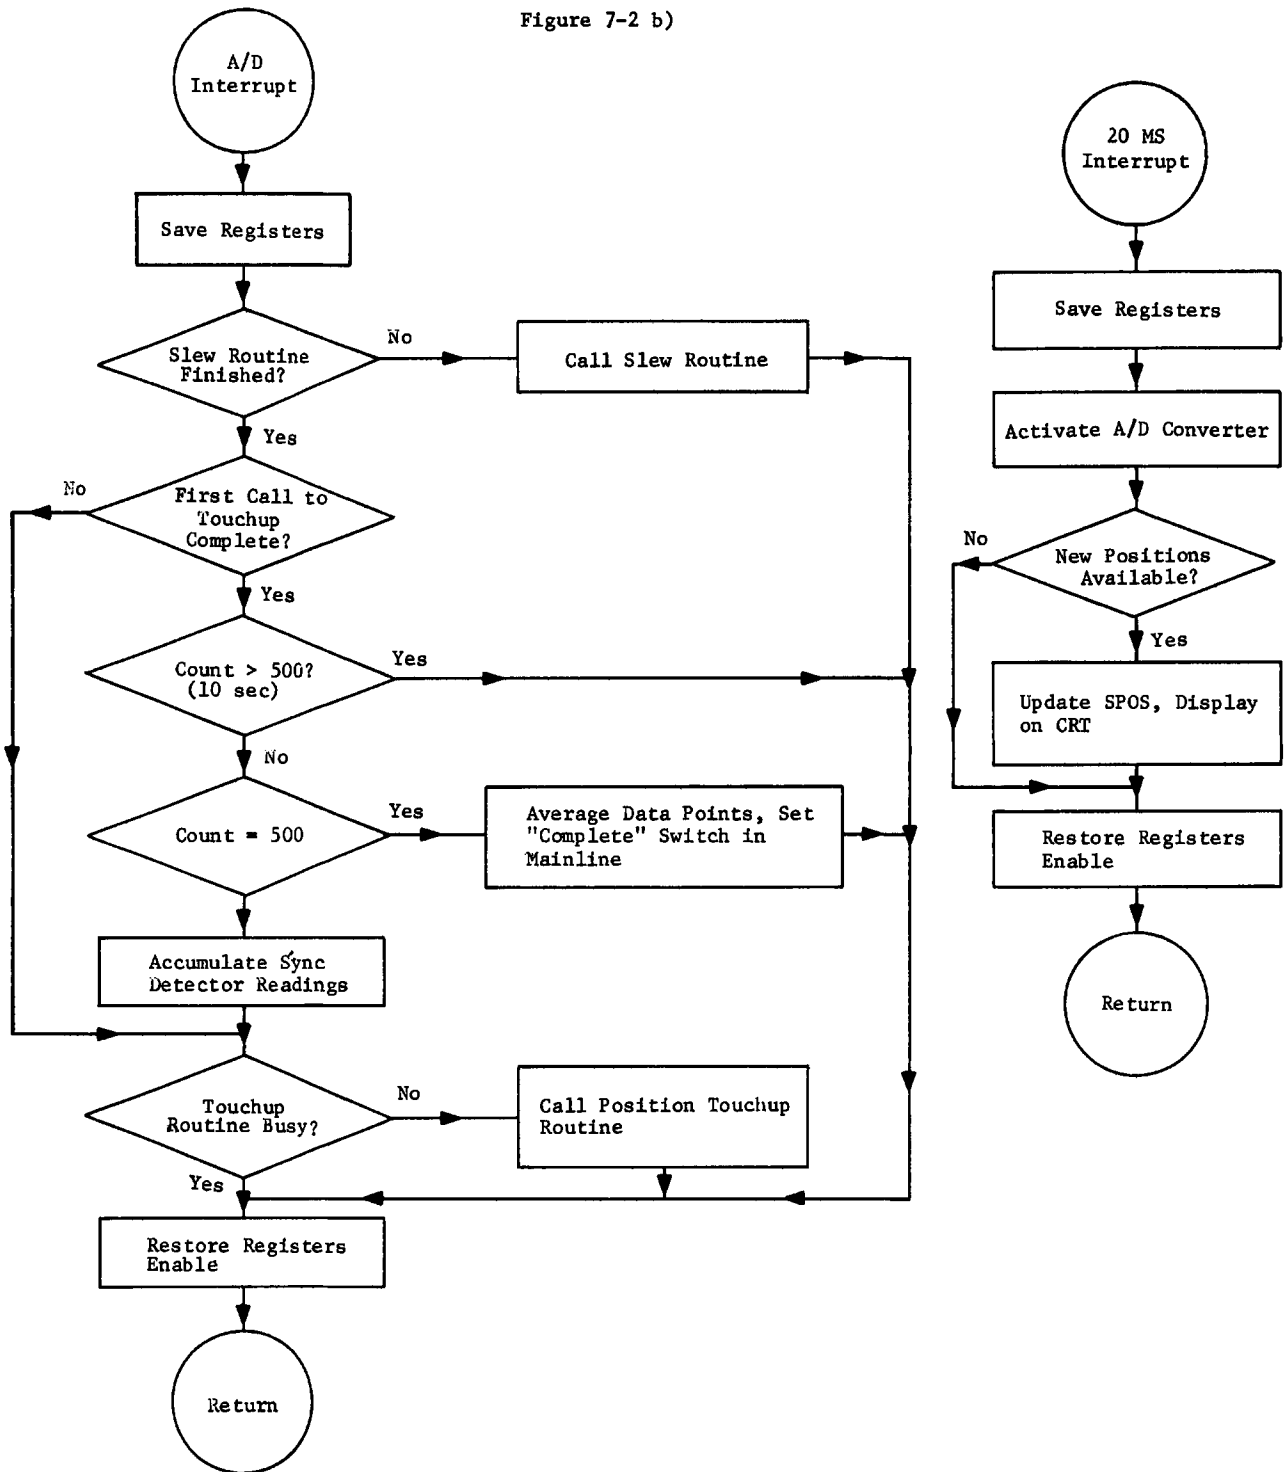 Figure 7-2 b)
A/D
Interrupt
Save Registers
Slew Routine
Finished?
No
Call Slew Routine
Yes
No
First Call to
Touchup
Complete?
Yes
Count > 500?
(10 sec)
Yes
No
Count = 500
Yes
Average Data Points, Set
"Complete" Switch in
Mainline
Accumulate Sync
Detector Readings
Touchup
Routine Busy?
No
Call Position Touchup
Routine
Yes
Restore Registers
Enable
Return
20 MS
Interrupt
Save Registers
Activate A/D Converter
No
New Positions
Available?
Yes
Update SPOS, Display
on CRT
Restore Registers
Enable
Return